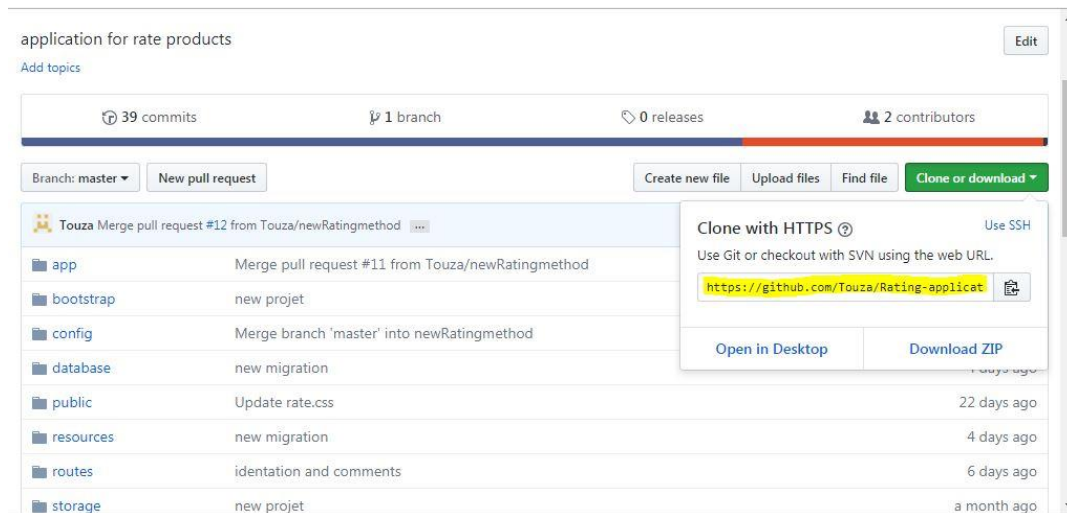 application for rate products
Edit
Add topics
39 commits
1 branch
0 releases
2 contributors
Branch: master
New pull request
Create new file
Upload files
Find file
Clone or download
Touza Merge pull request #12 from Touza/newRatingmethod ...
Clone with HTTPS ?
Use SSH
Use Git or checkout with SVN using the web URL.
https://github.com/Touza/Rating-applicat
Open in Desktop
Download ZIP
app Merge pull request #11 from Touza/newRatingmethod
bootstrap new projet
config Merge branch 'master' into newRatingmethod
database new migration days ago
public Update rate.css 22 days ago
resources new migration 4 days ago
routes identation and comments 6 days ago
storage new projet a month ago